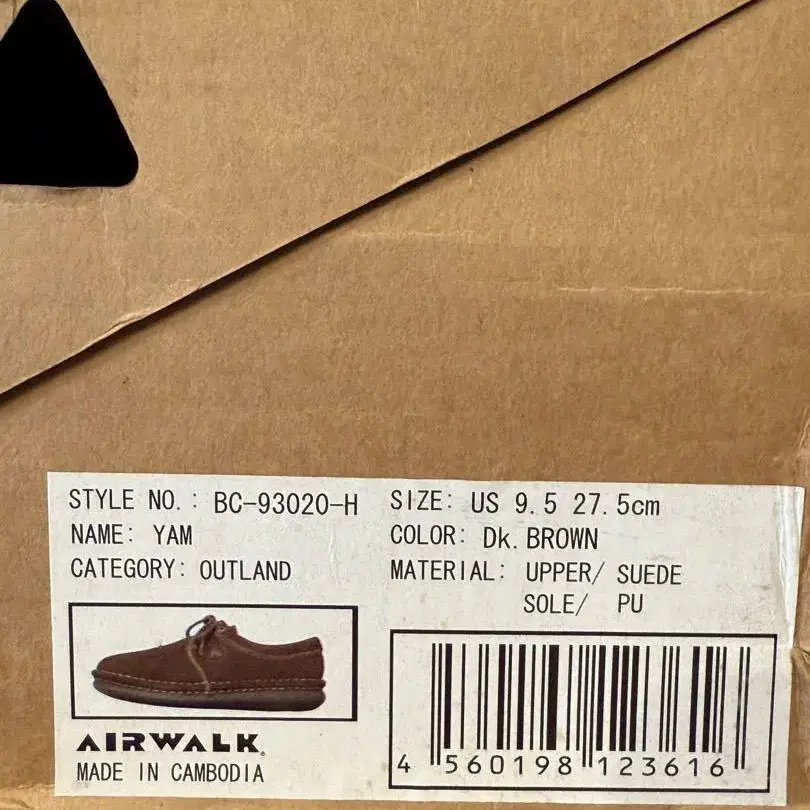 STYLE NO.: BC-93020-H
NAME: YAM
CATEGORY: OUTLAND
SIZE: US 9.5 27.5cm
COLOR: Dk. BROWN
MATERIAL: UPPER/ SUEDE
SOLE/ PU
AIRWALK
MADE IN CAMBODIA
4 560198 123616